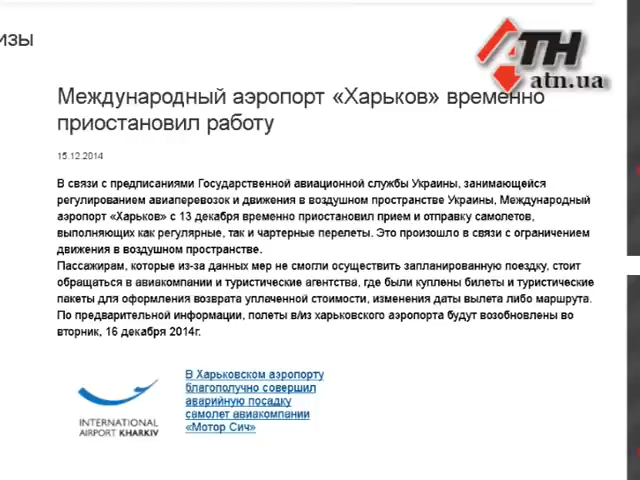 изы
АТН
atn.ua
Международный аэропорт «Харьков» временно
приостановил работу
15.12.2014
В связи с предписаниями Государственной авиационной службы Украины, занимающейся
регулированием авиаперевозок и движения в воздушном пространстве Украины, Международный
аэропорт «Харьков» с 13 декабря временно приостановил прием и отправку самолетов,
выполняющих как регулярные, так и чартерные перелеты. Это произошло в связи с ограничением
движения в воздушном пространстве.
Пассажирам, которые из-за данных мер не смогли осуществить запланированную поездку, стоит
обращаться в авиакомпании и туристические агентства, где были куплены билеты и туристические
пакеты для оформления возврата уплаченной стоимости, изменения даты вылета либо маршрута.
По предварительной информации, полеты в/из харьковского аэропорта будут возобновлены во
вторник, 16 декабря 2014г.
В Харьковском аэропорту
благополучно совершил
аварийную посадку
самолет авиакомпании
«Мотор Сич»
INTERNATIONAL
AIRPORT KHARKIV